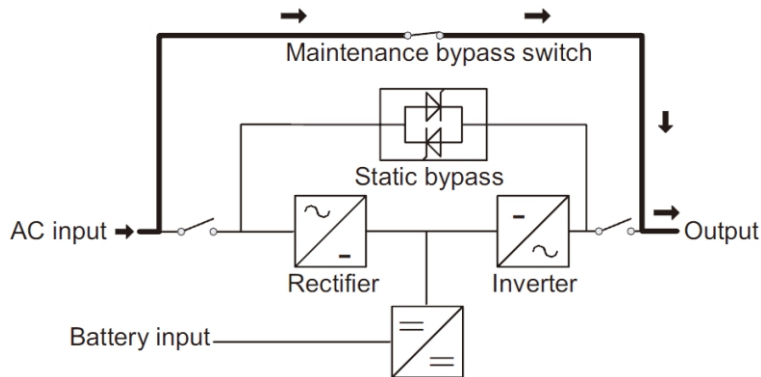 Maintenance bypass switch
Static bypass
AC input
Output
Rectifier
Inverter
Battery input